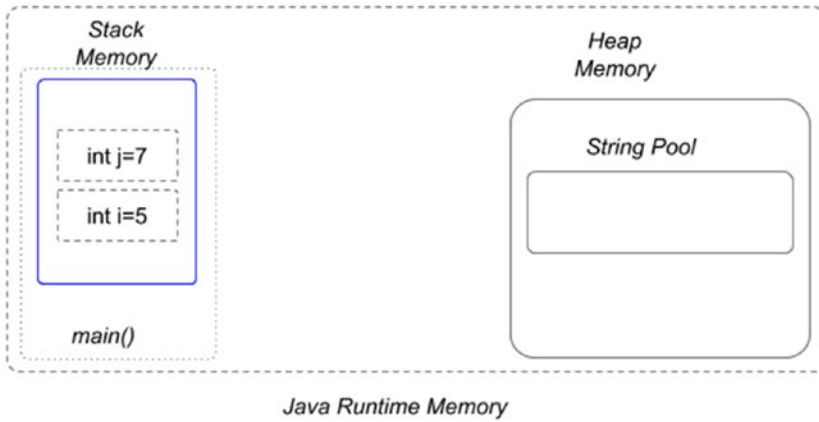 Stack
Memory
int j=7
int i=5
main()
Heap
Memory
String Pool
Java Runtime Memory